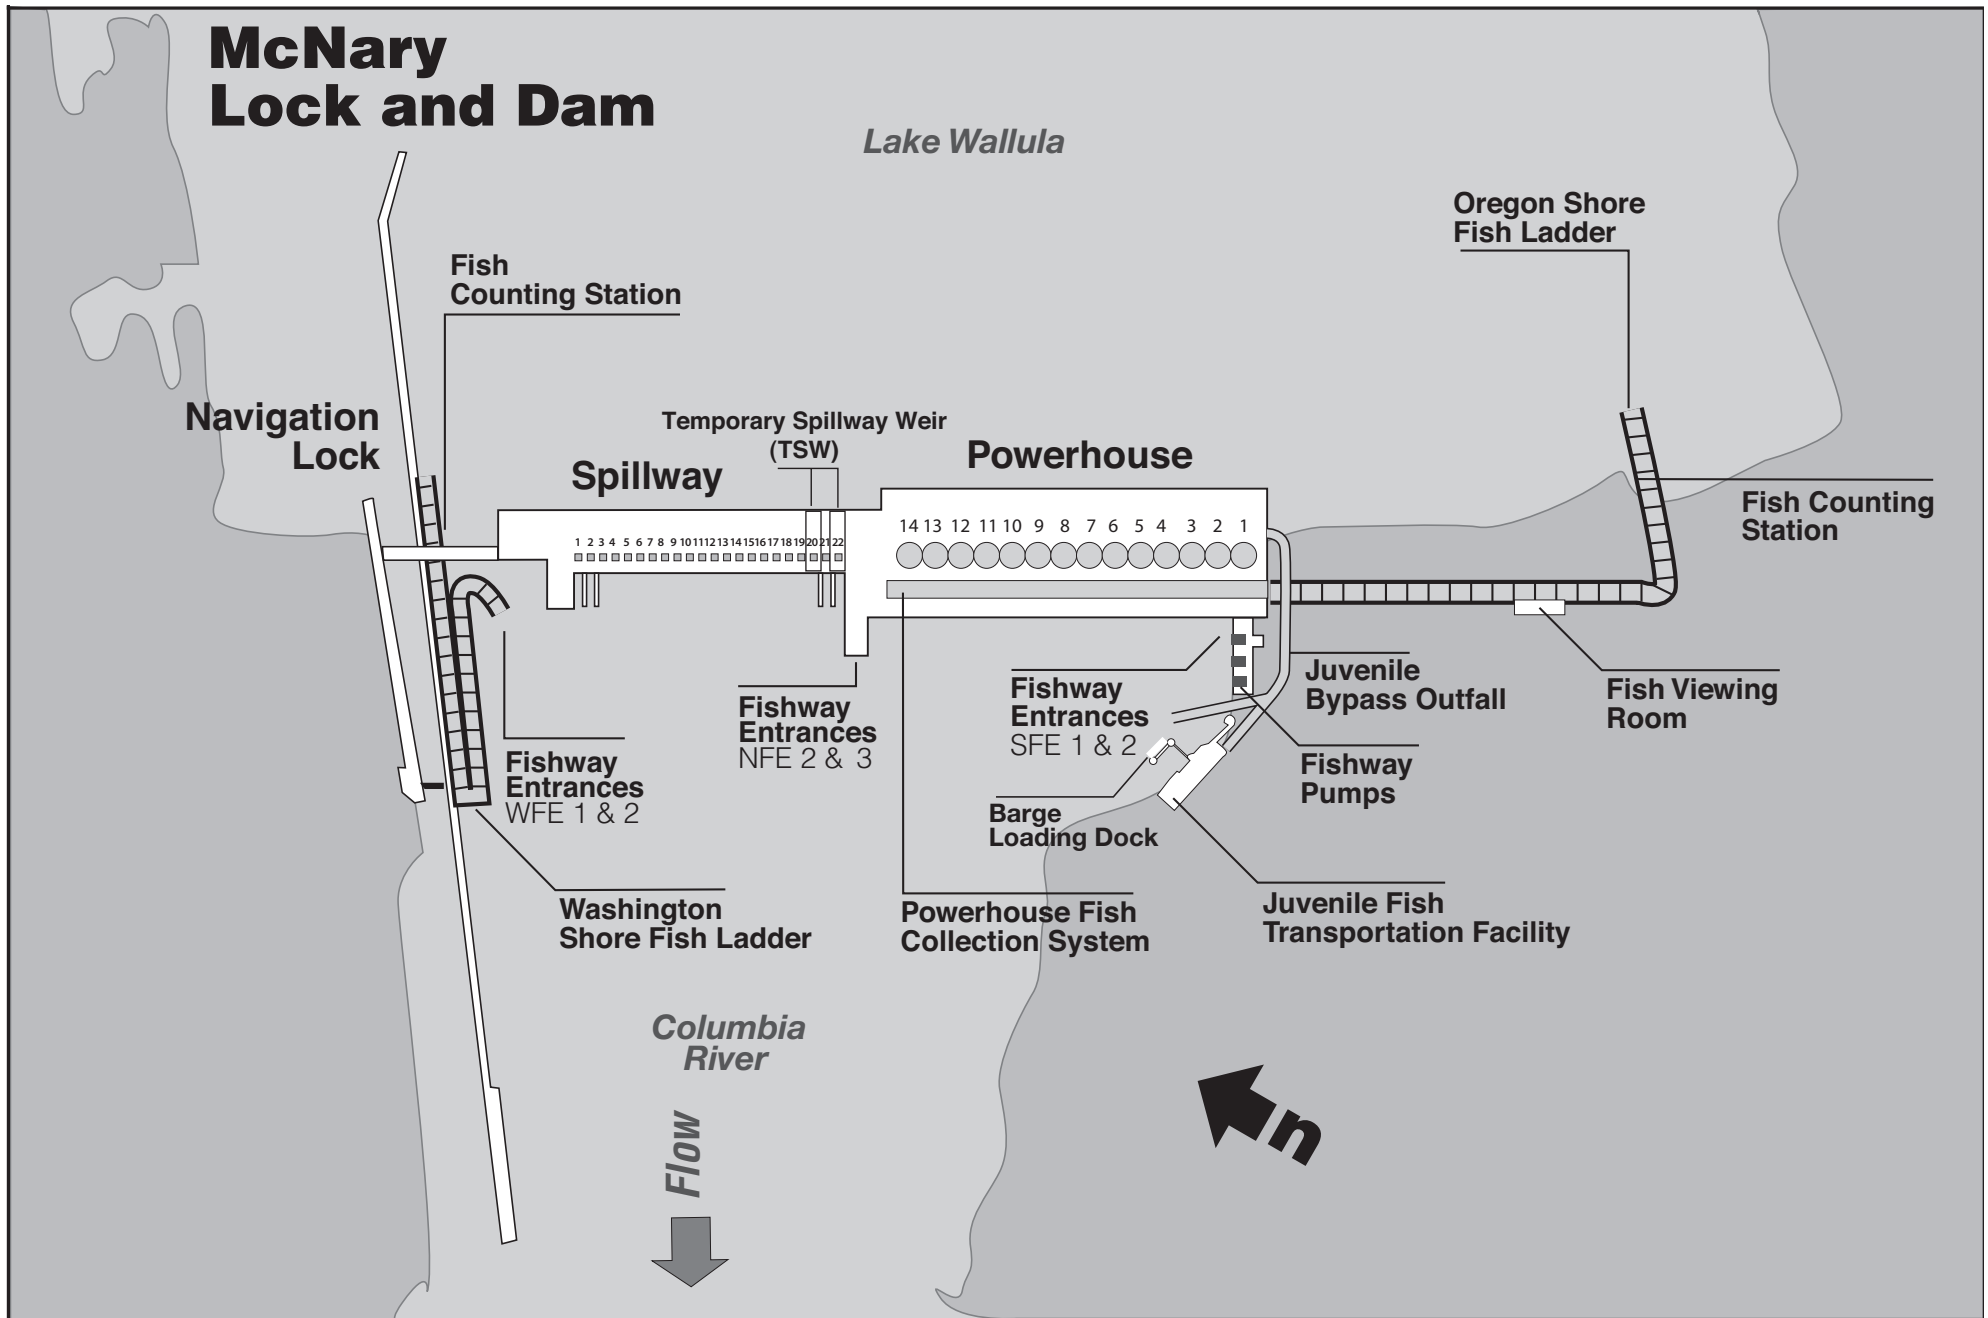 McNary
Lock and Dam
Lake Wallula
Oregon Shore
Fish Ladder
Fish
Counting Station
Navigation
Lock
Temporary Spillway Weir
(TSW)
Spillway
Powerhouse
Fish Counting
Station
14 13 12 11 10 9 8 7 6 5 4 3 2 1
1 2 3 4 5 6 7 8 9 10 11 12 13 14 15 16 17 18 19 20 21 22
Fishway
Entrances
WFE 1 & 2
Fishway
Entrances
NFE 2 & 3
Fishway
Entrances
SFE 1 & 2
Juvenile
Bypass Outfall
Fish Viewing
Room
Fishway
Pumps
Barge
Loading Dock
Washington
Shore Fish Ladder
Powerhouse Fish
Collection System
Juvenile Fish
Transportation Facility
Columbia
River
Flow
n